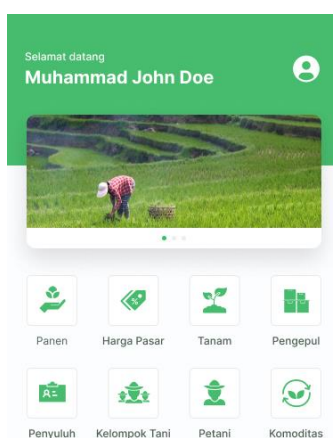 Selamat datang
Muhammad John Doe
Panen Harga Pasar Tanam Pengepul
Penyuluh Kelompok Tani Petani Komoditas